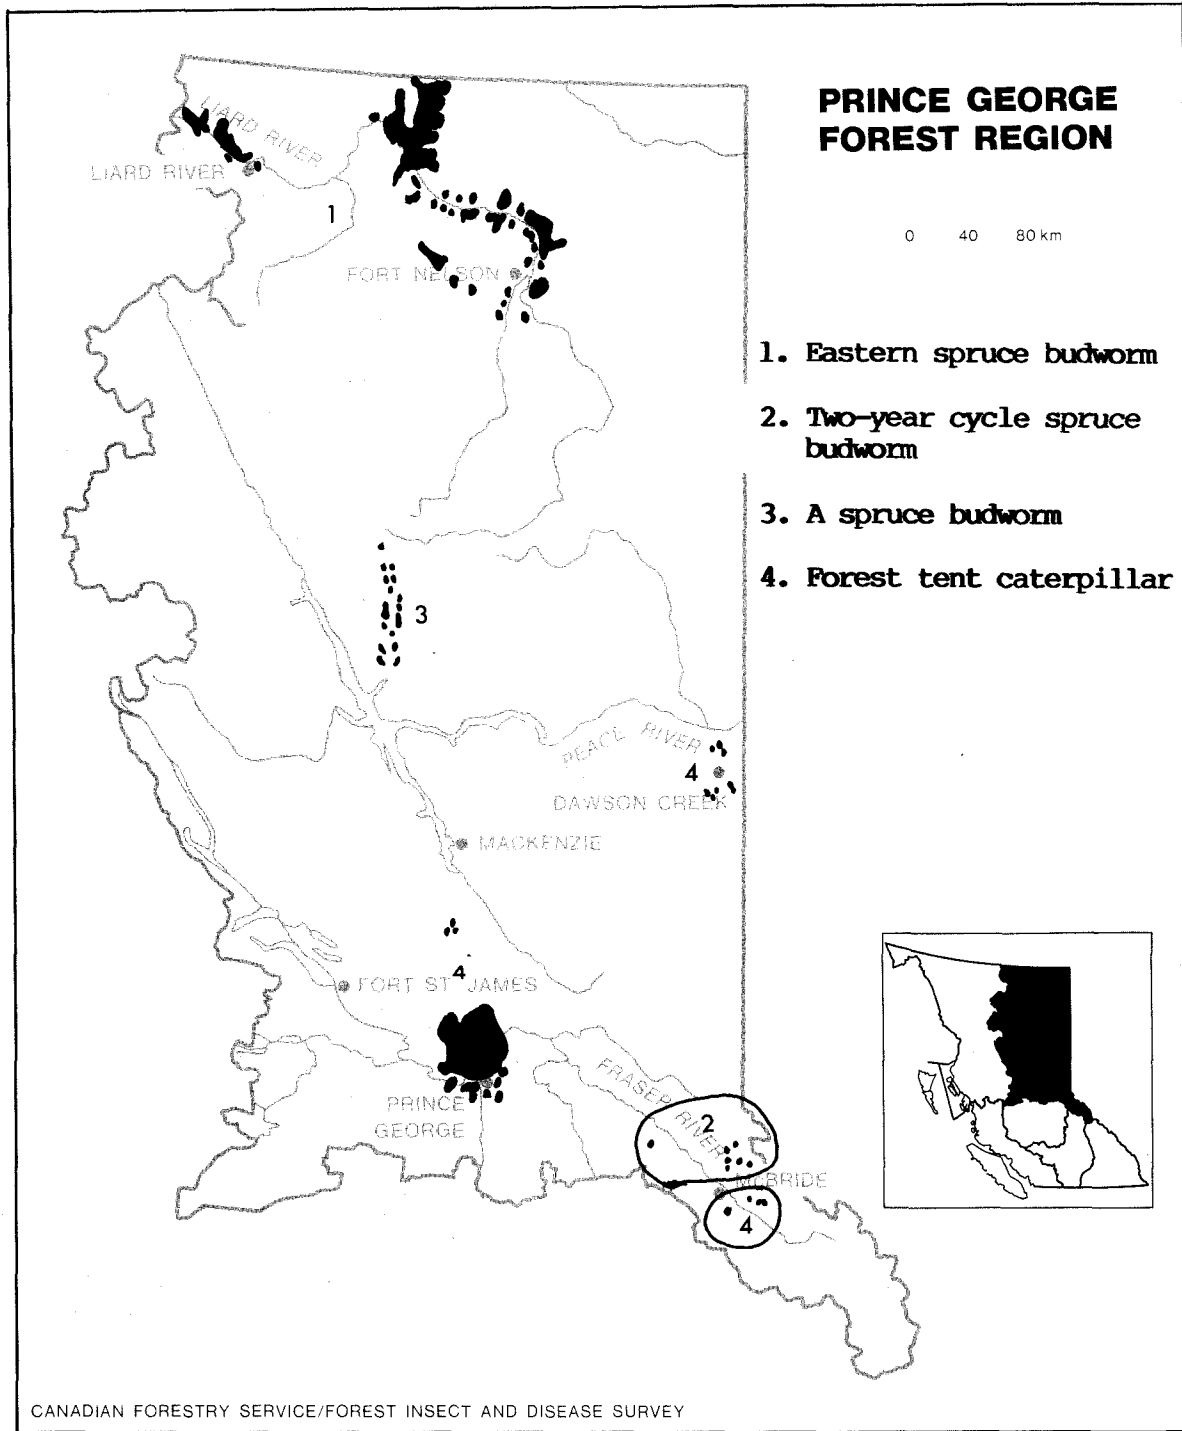 PRINCE GEORGE
FOREST REGION
0 40 80 km
1. Eastern spruce budworm
2. Two-year cycle spruce
budworm
3. A spruce budworm
4. Forest tent caterpillar
LIARD RIVER
LIARD RIVER
1
FORT NELSON
3
PEACE RIVER
4
DAWSON CREEK
MACKENZIE
4
FORT ST JAMES
PRINCE
GEORGE
FRASER RIVER
2
MCBRIDE
4
CANADIAN FORESTRY SERVICE/FOREST INSECT AND DISEASE SURVEY